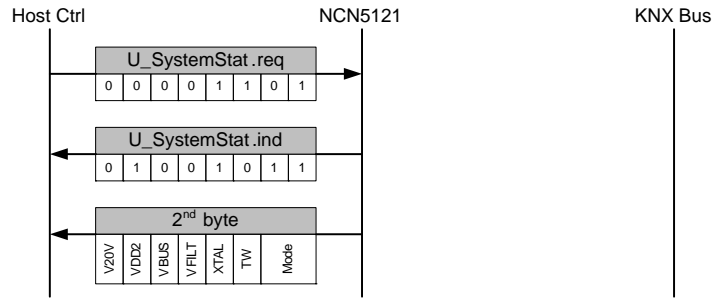 Host Ctrl NCN5121 KNX Bus
U_SystemStat.req
0 0 0 0 1 1 0 1
U_SystemStat.ind
0 1 0 0 1 0 1 1
2nd byte
V20V VDD2 VBUS VFILT XTAL TW Mode